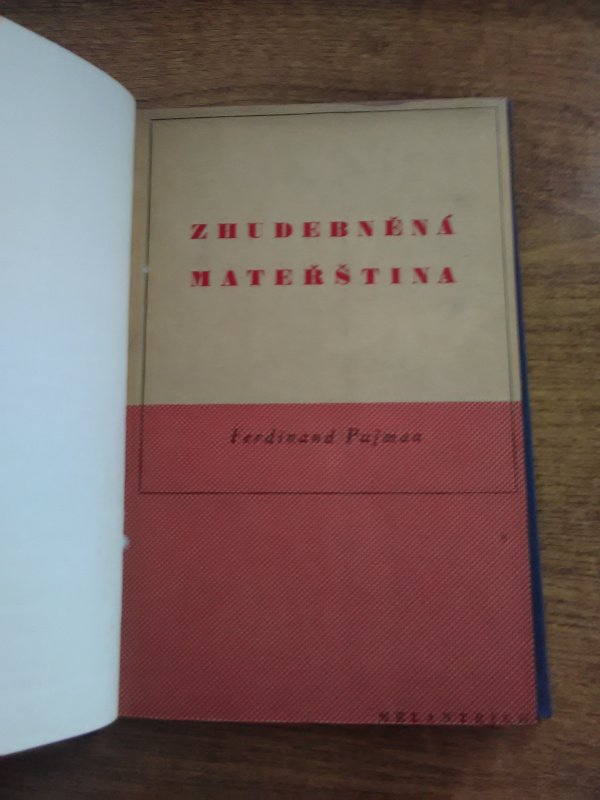 ZHUDEBNĚNÁ
MATEŘŠTINA
Ferdinand Pujman
MELANTRICH